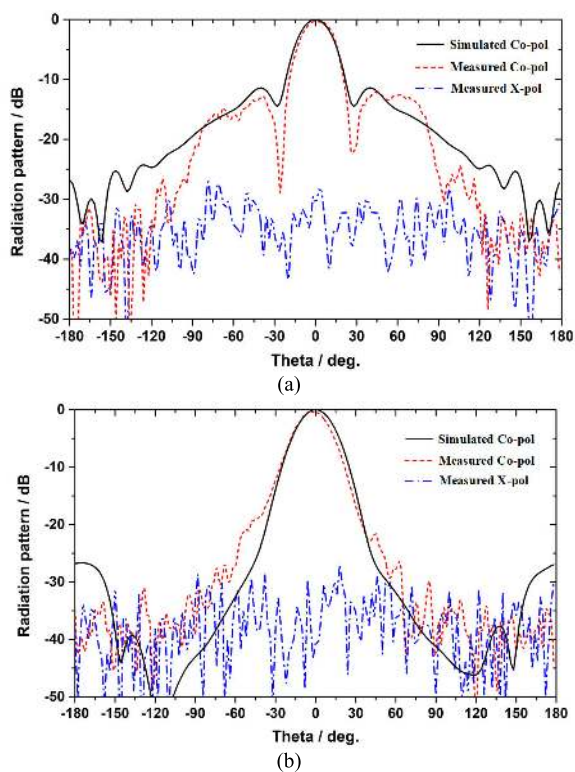 0
-10
-20
-30
-40
-50
Radiation pattern / dB
Simulated Co-pol
Measured Co-pol
Measured X-pol
-180 -150 -120 -90 -60 -30 0 30 60 90 120 150 180
Theta / deg.
(a)
0
-10
-20
-30
-40
-50
Radiation pattern / dB
Simulated Co-pol
Measured Co-pol
Measured X-pol
-180 -150 -120 -90 -60 -30 0 30 60 90 120 150 180
Theta / deg.
(b)